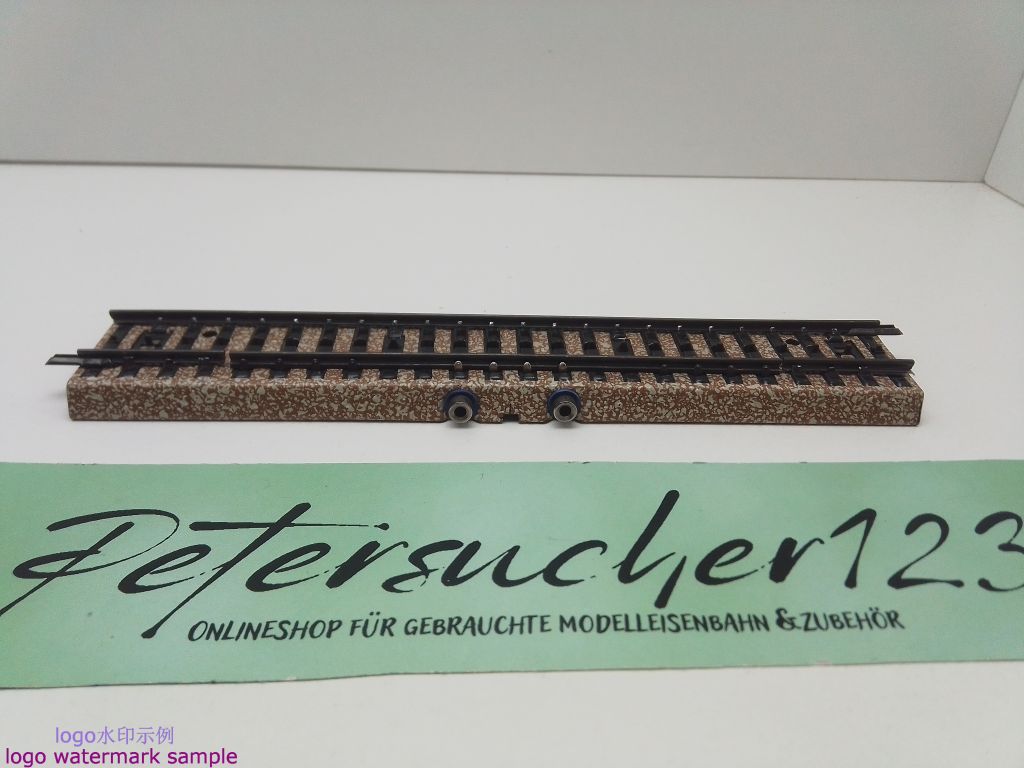 Petersucher123
ONLINESHOP FÜR GEBRAUCHTE MODELLEISENBAHN & ZUBEHÖR
logo水印示例
logo watermark sample